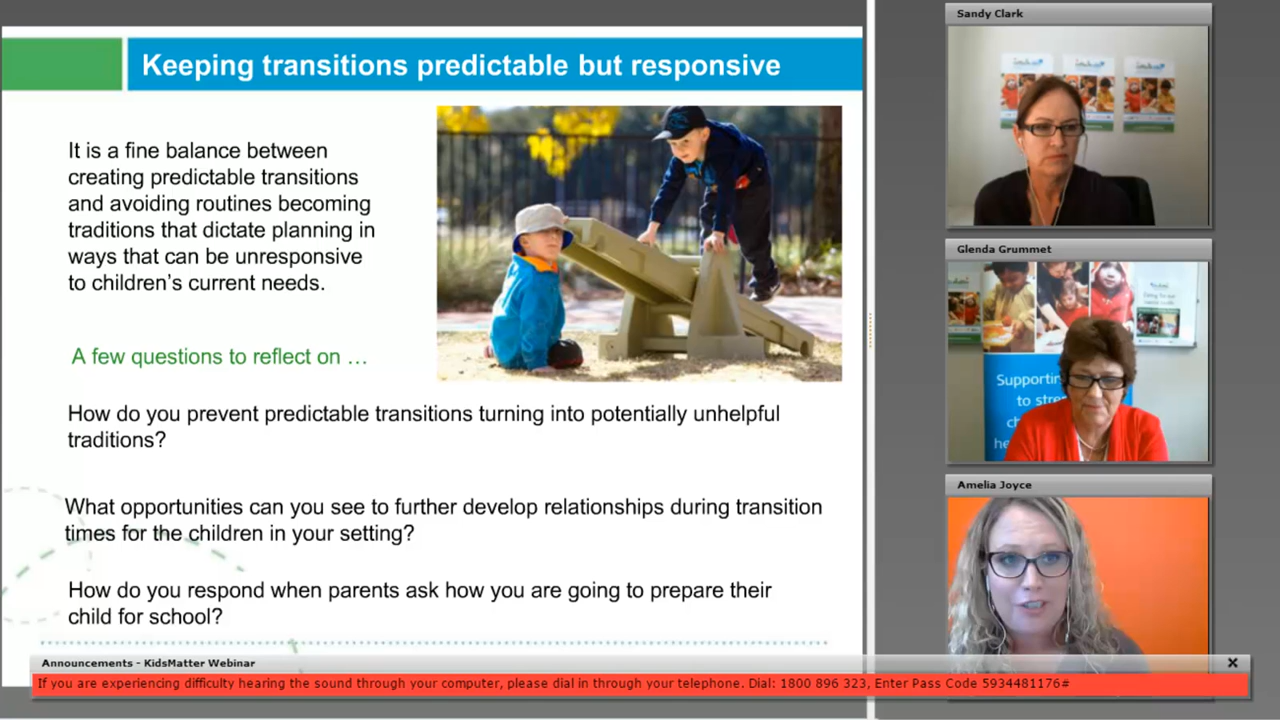 Keeping transitions predictable but responsive
It is a fine balance between
creating predictable transitions
and avoiding routines becoming
traditions that dictate planning in
ways that can be unresponsive
to children's current needs.
A few questions to reflect on …
How do you prevent predictable transitions turning into potentially unhelpful
traditions?
What opportunities can you see to further develop relationships during transition
times for the children in your setting?
How do you respond when parents ask how you are going to prepare their
child for school?
Sandy Clark
Glenda Grummet
Supporting
to stre
Amelia Joyce
Announcements - KidsMatter Webinar
If you are experiencing difficulty hearing the sound through your computer, please dial in through your telephone. Dial: 1800 896 323, Enter Pass Code 5934481176#